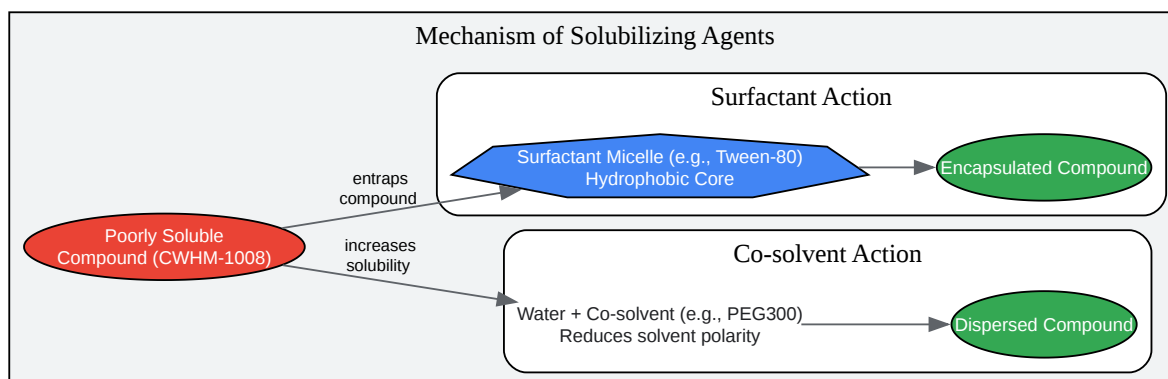 Mechanism of Solubilizing Agents
Surfactant Action
Surfactant Micelle (e.g., Tween-80)
Hydrophobic Core
Encapsulated Compound
entraps
compound
Poorly Soluble
Compound (CWHM-1008)
increases
solubility
Co-solvent Action
Water + Co-solvent (e.g., PEG300)
Reduces solvent polarity
Dispersed Compound